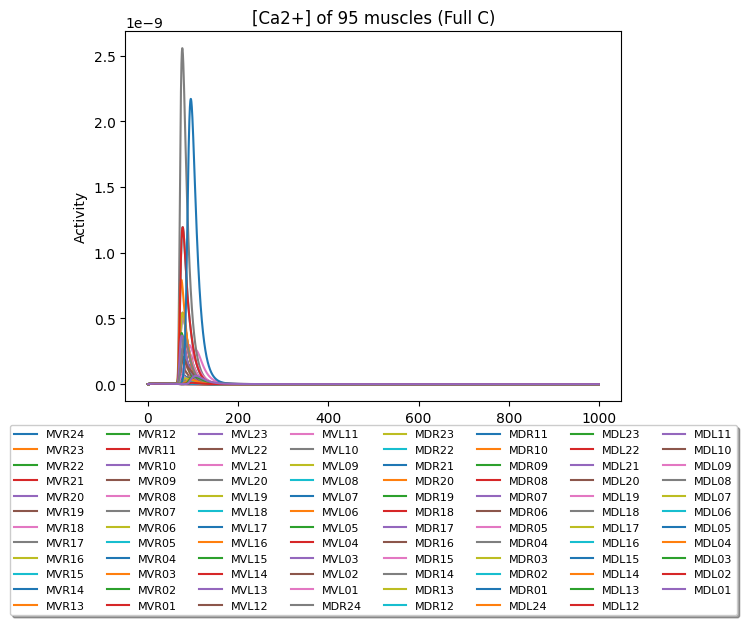 [Ca2+] of 95 muscles (Full C)
1e−9
2.5
2.0
1.5
1.0
0.5
0.0
Activity
0 200 400 600 800 1000
MVR24 MVR12 MVL23 MVL11 MDR23 MDR11 MDL23 MDL11
MVR23 MVR11 MVL22 MVL10 MDR22 MDR10 MDL22 MDL10
MVR22 MVR10 MVL21 MVL09 MDR21 MDR09 MDL21 MDL09
MVR21 MVR09 MVL20 MVL08 MDR20 MDR08 MDL20 MDL08
MVR20 MVR08 MVL19 MVL07 MDR19 MDR07 MDL19 MDL07
MVR19 MVR07 MVL18 MVL06 MDR18 MDR06 MDL18 MDL06
MVR18 MVR06 MVL17 MVL05 MDR17 MDR05 MDL17 MDL05
MVR17 MVR05 MVL16 MVL04 MDR16 MDR04 MDL16 MDL04
MVR16 MVR04 MVL15 MVL03 MDR15 MDR03 MDL15 MDL03
MVR15 MVR03 MVL14 MVL02 MDR14 MDR02 MDL14 MDL02
MVR14 MVR02 MVL13 MVL01 MDR13 MDR01 MDL13 MDL01
MVR13 MVR01 MVL12 MDR24 MDR12 MDL24 MDL12